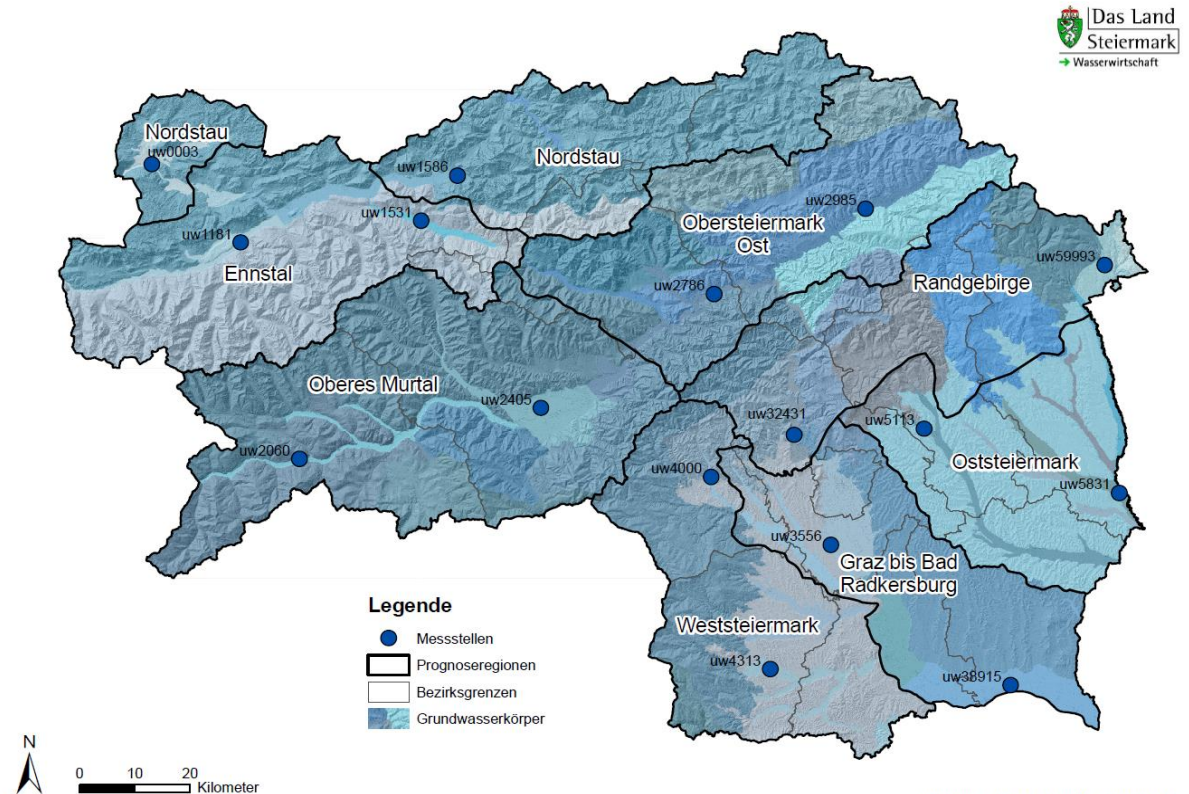 Das Land
Steiermark
→ Wasserwirtschaft
Nordstau
uw0003
Nordstau
uw1586
uw1531
uw1181
Ennstal
uw2985
Obersteiermark
Ost
uw2786
uw59993
Randgebirge
Oberes Murtal
uw2405
uw2060
uw32431
uw5113
uw4000
Oststeiermark
uw5831
uw3556
Graz bis Bad
Radkersburg
Weststeiermark
uw4313
uw38915
Legende
Messstellen
Prognoseregionen
Bezirksgrenzen
Grundwasserkörper
N
0 10 20
Kilometer